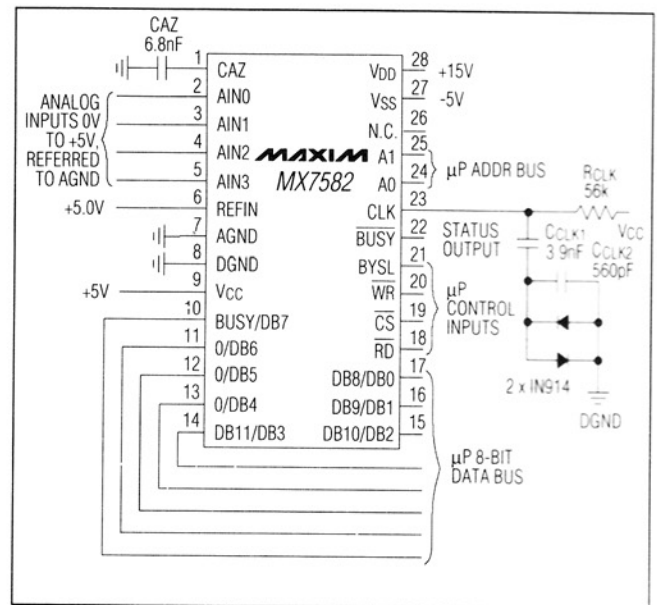 CAZ
6.8nF
1 CAZ
2 AIN0
3 AIN1
4 AIN2
5 AIN3
6 REFIN
7 AGND
8 DGND
9 VCC
10 BUSY/DB7
11 0/DB6
12 0/DB5
13 0/DB4
14 DB11/DB3
ANALOG
INPUTS 0V
TO +5V,
REFERRED
TO AGND
+5.0V
+5V
MAXIM
MX7582
VDD 28 +15V
VSS 27 -5V
N.C. 26
A1 25
A0 24
CLK 23
BUSY 22
BYSL 21
WR 20
CS 19
RD 18
DB8/DB0 17
DB9/DB1 16
DB10/DB2 15
µP ADDR BUS
STATUS
OUTPUT
µP
CONTROL
INPUTS
µP 8-BIT
DATA BUS
RCLK
56k
VCC
CCLK1
3.9nF
CCLK2
560pF
2 x IN914
DGND